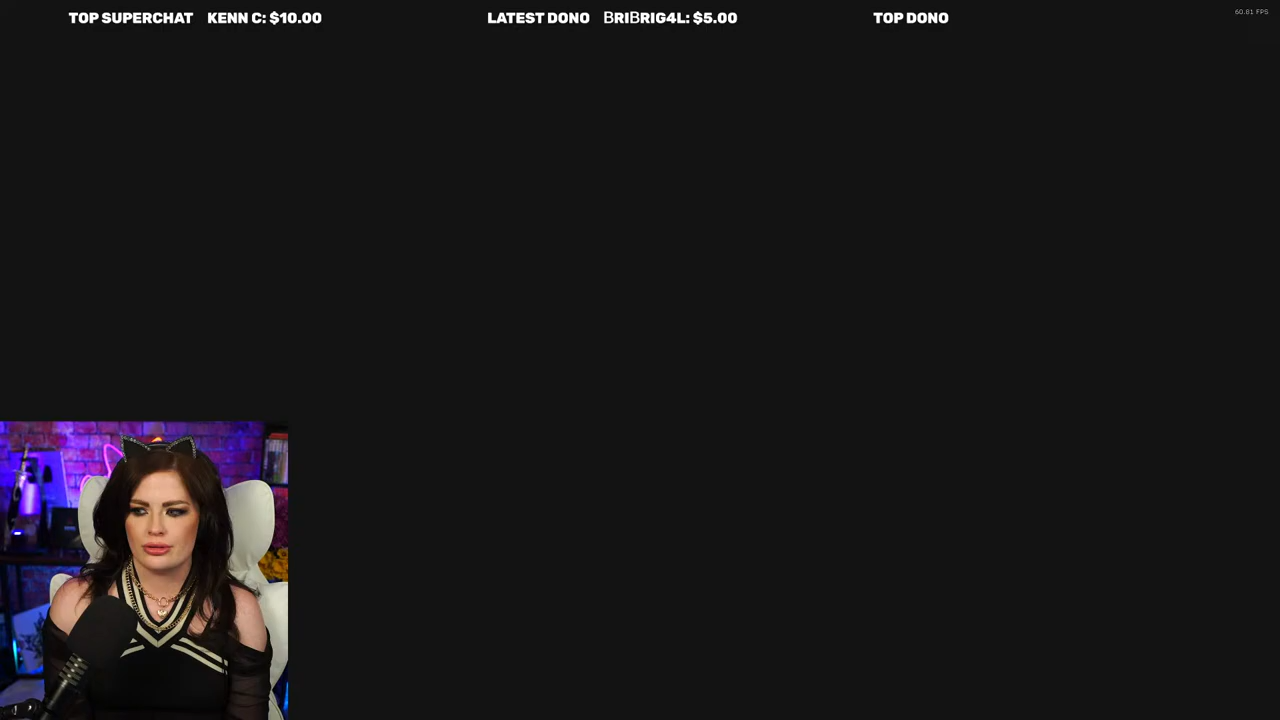 TOP SUPERCHAT KENN C: $10.00
LATEST DONO BRIBRIG4L: $5.00
TOP DONO
60.81 FPS